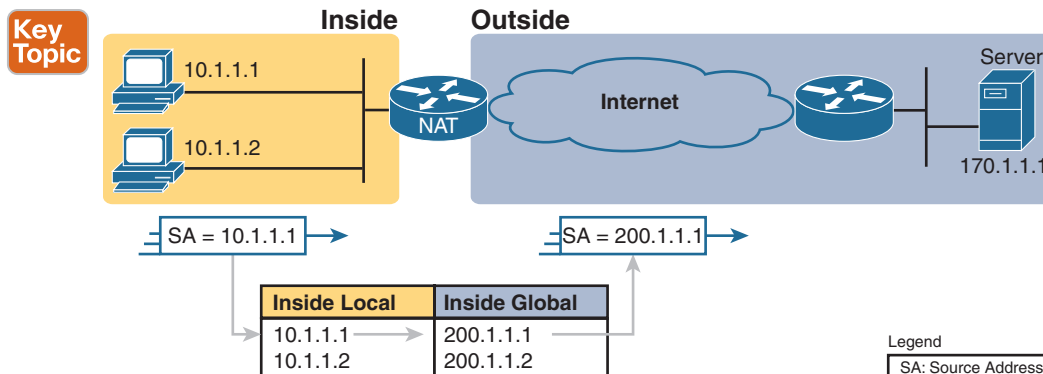 Key
Topic
Inside
Outside
10.1.1.1
10.1.1.2
NAT
Internet
Server
170.1.1.1
SA = 10.1.1.1
SA = 200.1.1.1
Inside Local
Inside Global
10.1.1.1
200.1.1.1
10.1.1.2
200.1.1.2
Legend
SA: Source Address